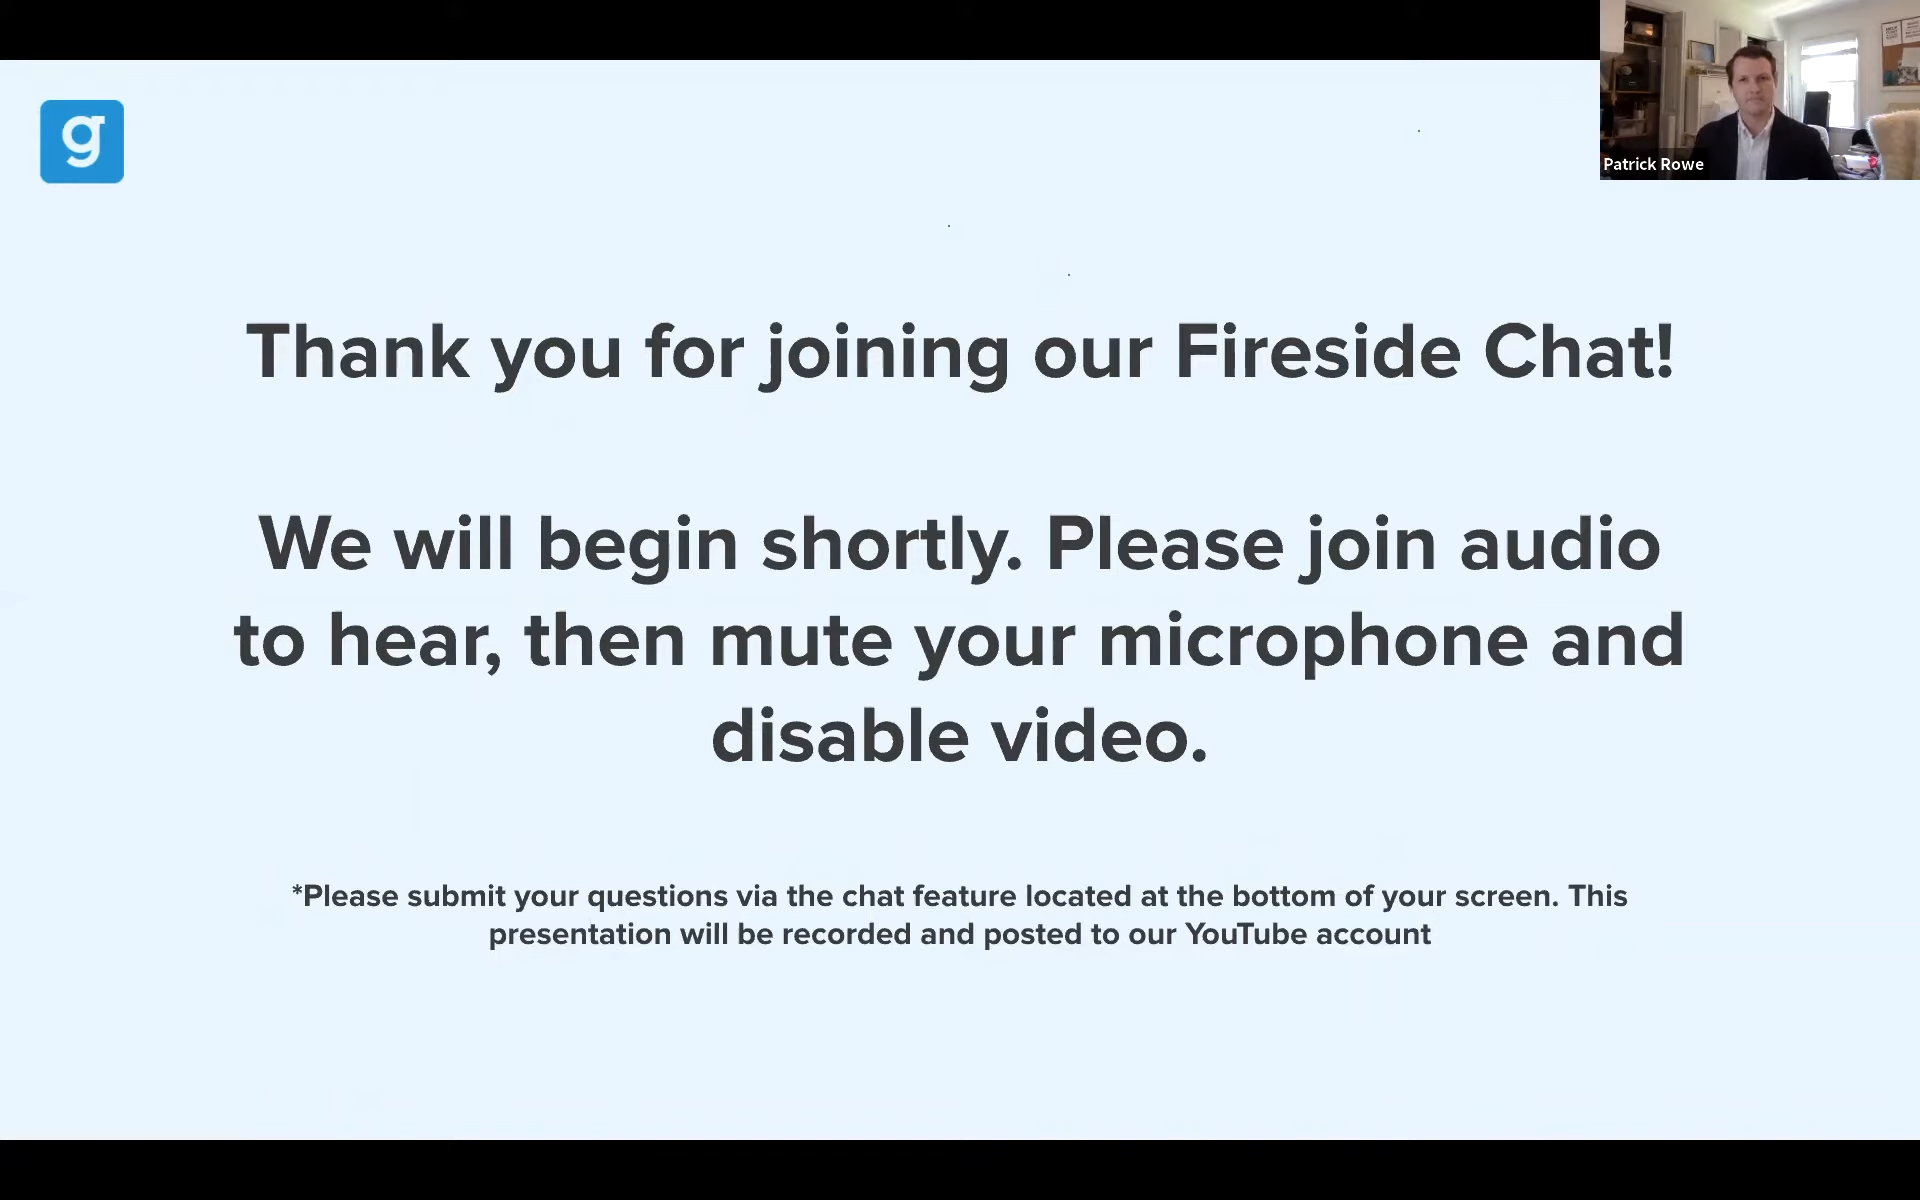 g
Patrick Rowe
Thank you for joining our Fireside Chat!
We will begin shortly. Please join audio
to hear, then mute your microphone and
disable video.
*Please submit your questions via the chat feature located at the bottom of your screen. This
presentation will be recorded and posted to our YouTube account